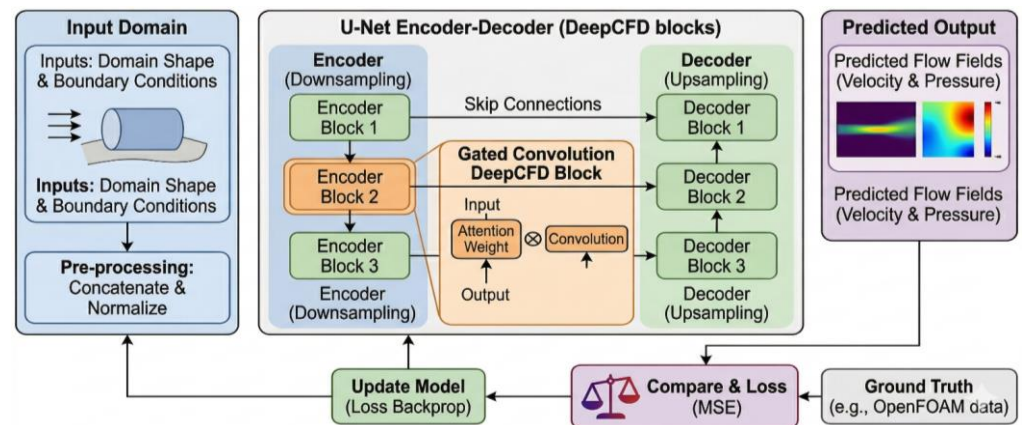 Input Domain
Inputs: Domain Shape
& Boundary Conditions
Inputs: Domain Shape
& Boundary Conditions
Pre-processing:
Concatenate &
Normalize
U-Net Encoder-Decoder (DeepCFD blocks)
Encoder
(Downsampling)
Encoder
Block 1
Encoder
Block 2
Encoder
Block 3
Encoder
(Downsampling)
Skip Connections
Gated Convolution
DeepCFD Block
Input
Attention
Weight
⊗
Convolution
Output
Decoder
(Upsampling)
Decoder
Block 1
Decoder
Block 2
Decoder
Block 3
Decoder
(Upsampling)
Predicted Output
Predicted Flow Fields
(Velocity & Pressure)
Predicted Flow Fields
(Velocity & Pressure)
Update Model
(Loss Backprop)
Compare & Loss
(MSE)
Ground Truth
(e.g., OpenFOAM data)